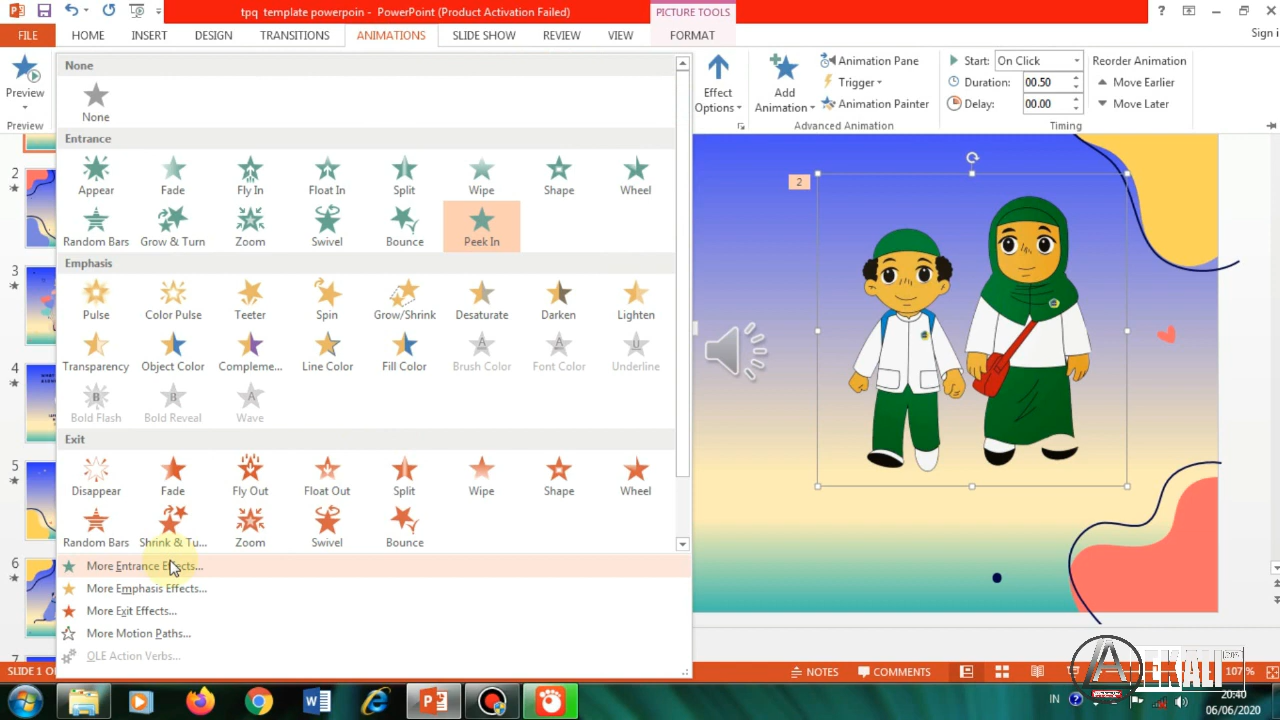 tpq template powerpoin - PowerPoint (Product Activation Failed)
PICTURE TOOLS
?
FILE
HOME
INSERT
DESIGN
TRANSITIONS
ANIMATIONS
SLIDE SHOW
REVIEW
VIEW
FORMAT
Sign i
Preview
Preview
None
None
Entrance
Appear
Fade
Fly In
Float In
Split
Wipe
Shape
Wheel
Random Bars
Grow & Turn
Zoom
Swivel
Bounce
Peek In
Emphasis
Pulse
Color Pulse
Teeter
Spin
Grow/Shrink
Desaturate
Darken
Lighten
Transparency
Object Color
Compleme...
Line Color
Fill Color
Brush Color
Font Color
Underline
Bold Flash
Bold Reveal
Wave
Exit
Disappear
Fade
Fly Out
Float Out
Split
Wipe
Shape
Wheel
Random Bars
Shrink & Tu...
Zoom
Swivel
Bounce
More Entrance Effects...
More Emphasis Effects...
More Exit Effects...
More Motion Paths...
OLE Action Verbs...
Effect
Options
Add
Animation
Animation Pane
Trigger
Animation Painter
Advanced Animation
Start: On Click
Duration: 00.50
Delay: 00.00
Timing
Reorder Animation
Move Earlier
Move Later
2
2
3
4
5
6
7
SLIDE 1 O
NOTES
COMMENTS
107 %
IN
20:40
06/06/2020